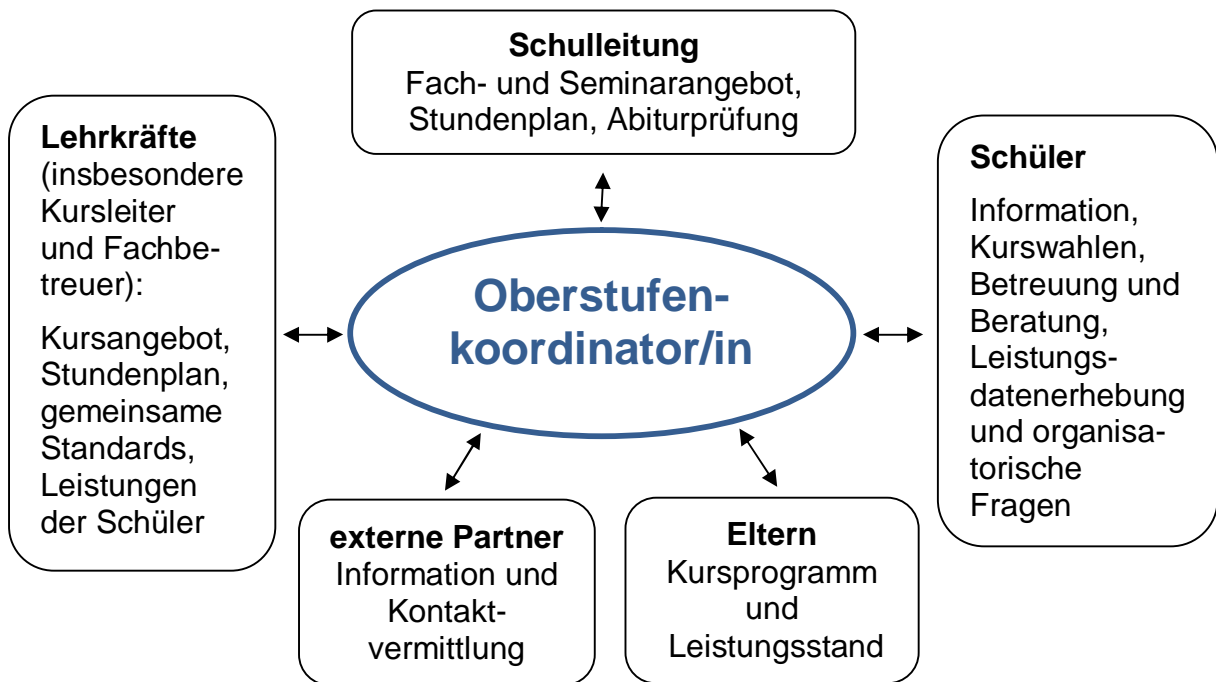 Schulleitung
Fach- und Seminarangebot,
Stundenplan, Abiturprüfung
Lehrkräfte
(insbesondere
Kursleiter
und Fachbe-
treuer):
Kursangebot,
Stundenplan,
gemeinsame
Standards,
Leistungen
der Schüler
Oberstufen-
koordinator/in
Schüler
Information,
Kurswahlen,
Betreuung und
Beratung,
Leistungs-
datenerhebung
und organisa-
torische
Fragen
externe Partner
Information und
Kontakt-
vermittlung
Eltern
Kursprogramm
und
Leistungsstand